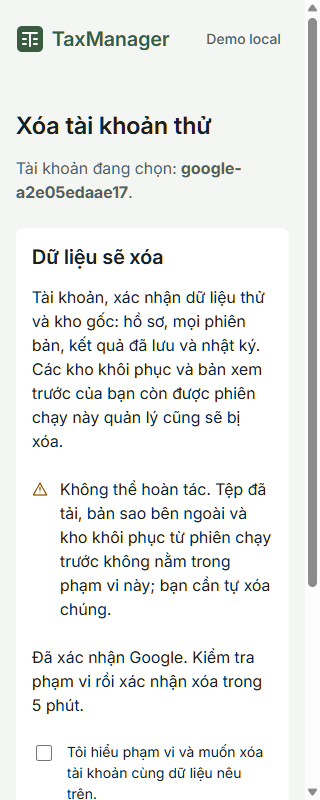 TaxManager
Demo local
Xóa tài khoản thử
Tài khoản đang chọn: google-
a2e05edaae17.
Dữ liệu sẽ xóa
Tài khoản, xác nhận dữ liệu thử
và kho gốc: hồ sơ, mọi phiên
bản, kết quả đã lưu và nhật ký.
Các kho khôi phục và bản xem
trước của bạn còn được phiên
chạy này quản lý cũng sẽ bị
xóa.
Không thể hoàn tác. Tệp đã
tải, bản sao bên ngoài và
kho khôi phục từ phiên chạy
trước không nằm trong
phạm vi này; bạn cần tự xóa
chúng.
Đã xác nhận Google. Kiểm tra
phạm vi rồi xác nhận xóa trong
5 phút.
Tôi hiểu phạm vi và muốn xóa
tài khoản cùng dữ liệu nêu
trên.